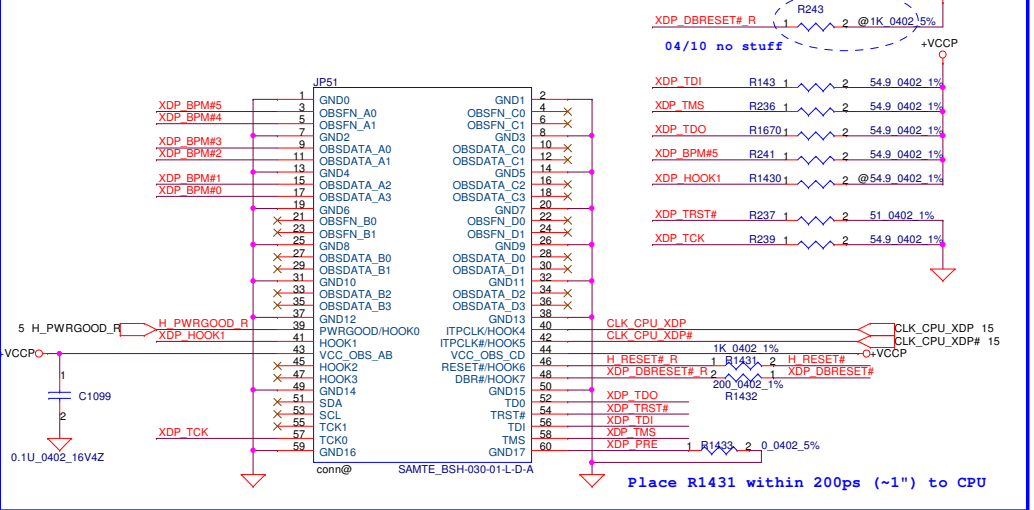 R243
XDP_DBRESET#_R 1 2 @1K_0402_5%
04/10 no stuff
+VCCP
XDP_TDI R143 1 2 54.9_0402_1%
XDP_TMS R236 1 2 54.9_0402_1%
XDP_TDO R1670 1 2 54.9_0402_1%
XDP_BPM#5 R241 1 2 54.9_0402_1%
XDP_HOOK1 R1430 1 2 @54.9_0402_1%
XDP_TRST# R237 1 2 51_0402_1%
XDP_TCK R239 1 2 54.9_0402_1%
JP51
1 GND0 GND1 2
XDP_BPM#5 3 OBSFN_A0 OBSFN_C0 4
XDP_BPM#4 5 OBSFN_A1 OBSFN_C1 6
7 GND2 GND3 8
XDP_BPM#3 9 OBSDATA_A0 OBSDATA_C0 10
XDP_BPM#2 11 OBSDATA_A1 OBSDATA_C1 12
13 GND4 GND5 14
XDP_BPM#1 15 OBSDATA_A2 OBSDATA_C2 16
XDP_BPM#0 17 OBSDATA_A3 OBSDATA_C3 18
19 GND6 GND7 20
21 OBSFN_B0 OBSFN_D0 22
23 OBSFN_B1 OBSFN_D1 24
25 GND8 GND9 26
27 OBSDATA_B0 OBSDATA_D0 28
29 OBSDATA_B1 OBSDATA_D1 30
31 GND10 GND11 32
33 OBSDATA_B2 OBSDATA_D2 34
35 OBSDATA_B3 OBSDATA_D3 36
37 GND12 GND13 38
5 H_PWRGOOD_R H_PWRGOOD_R 39 PWRGOOD/HOOK0 ITPCLK/HOOK4 40 CLK_CPU_XDP CLK_CPU_XDP 15
XDP_HOOK1 41 HOOK1 ITPCLK#/HOOK5 42 CLK_CPU_XDP# CLK_CPU_XDP# 15
+VCCP 43 VCC_OBS_AB VCC_OBS_CD 44 1K_0402_1% +VCCP
45 HOOK2 RESET#/HOOK6 46 H_RESET#_R 1 R1431 2 H_RESET#
47 HOOK3 DBR#/HOOK7 48 XDP_DBRESET#_R 2 1 XDP_DBRESET#
200_0402_1%
R1432
49 GND14 GND15 50
51 SDA TD0 52 XDP_TDO
53 SCL TRST# 54 XDP_TRST#
55 TCK1 TDI 56 XDP_TDI
XDP_TCK 57 TCK0 TMS 58 XDP_TMS
59 GND16 GND17 60 XDP_PRE 1 R1433 2 0_0402_5%
1
C1099
2
0.1U_0402_16V4Z
conn@ SAMTE_BSH-030-01-L-D-A
Place R1431 within 200ps (~1") to CPU